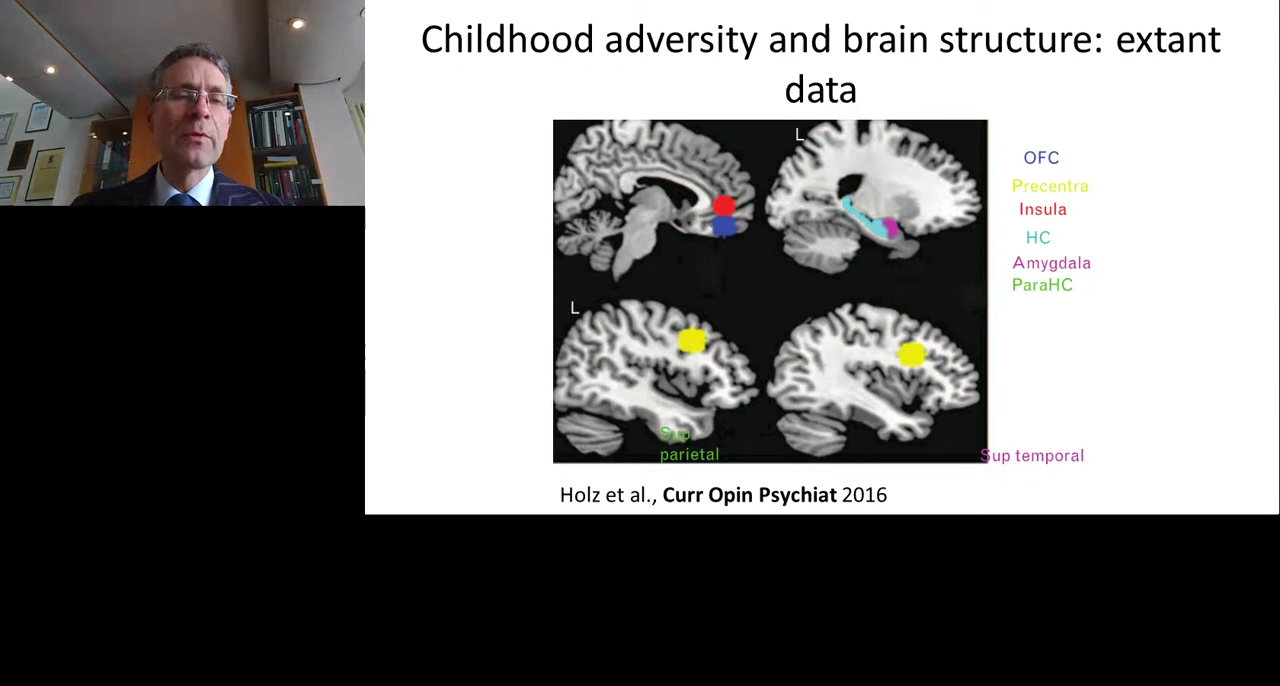 Childhood adversity and brain structure: extant
data
L
L
OFC
Precentra
Insula
HC
Amygdala
ParaHC
Sup
parietal
Sup temporal
Holz et al., Curr Opin Psychiat 2016